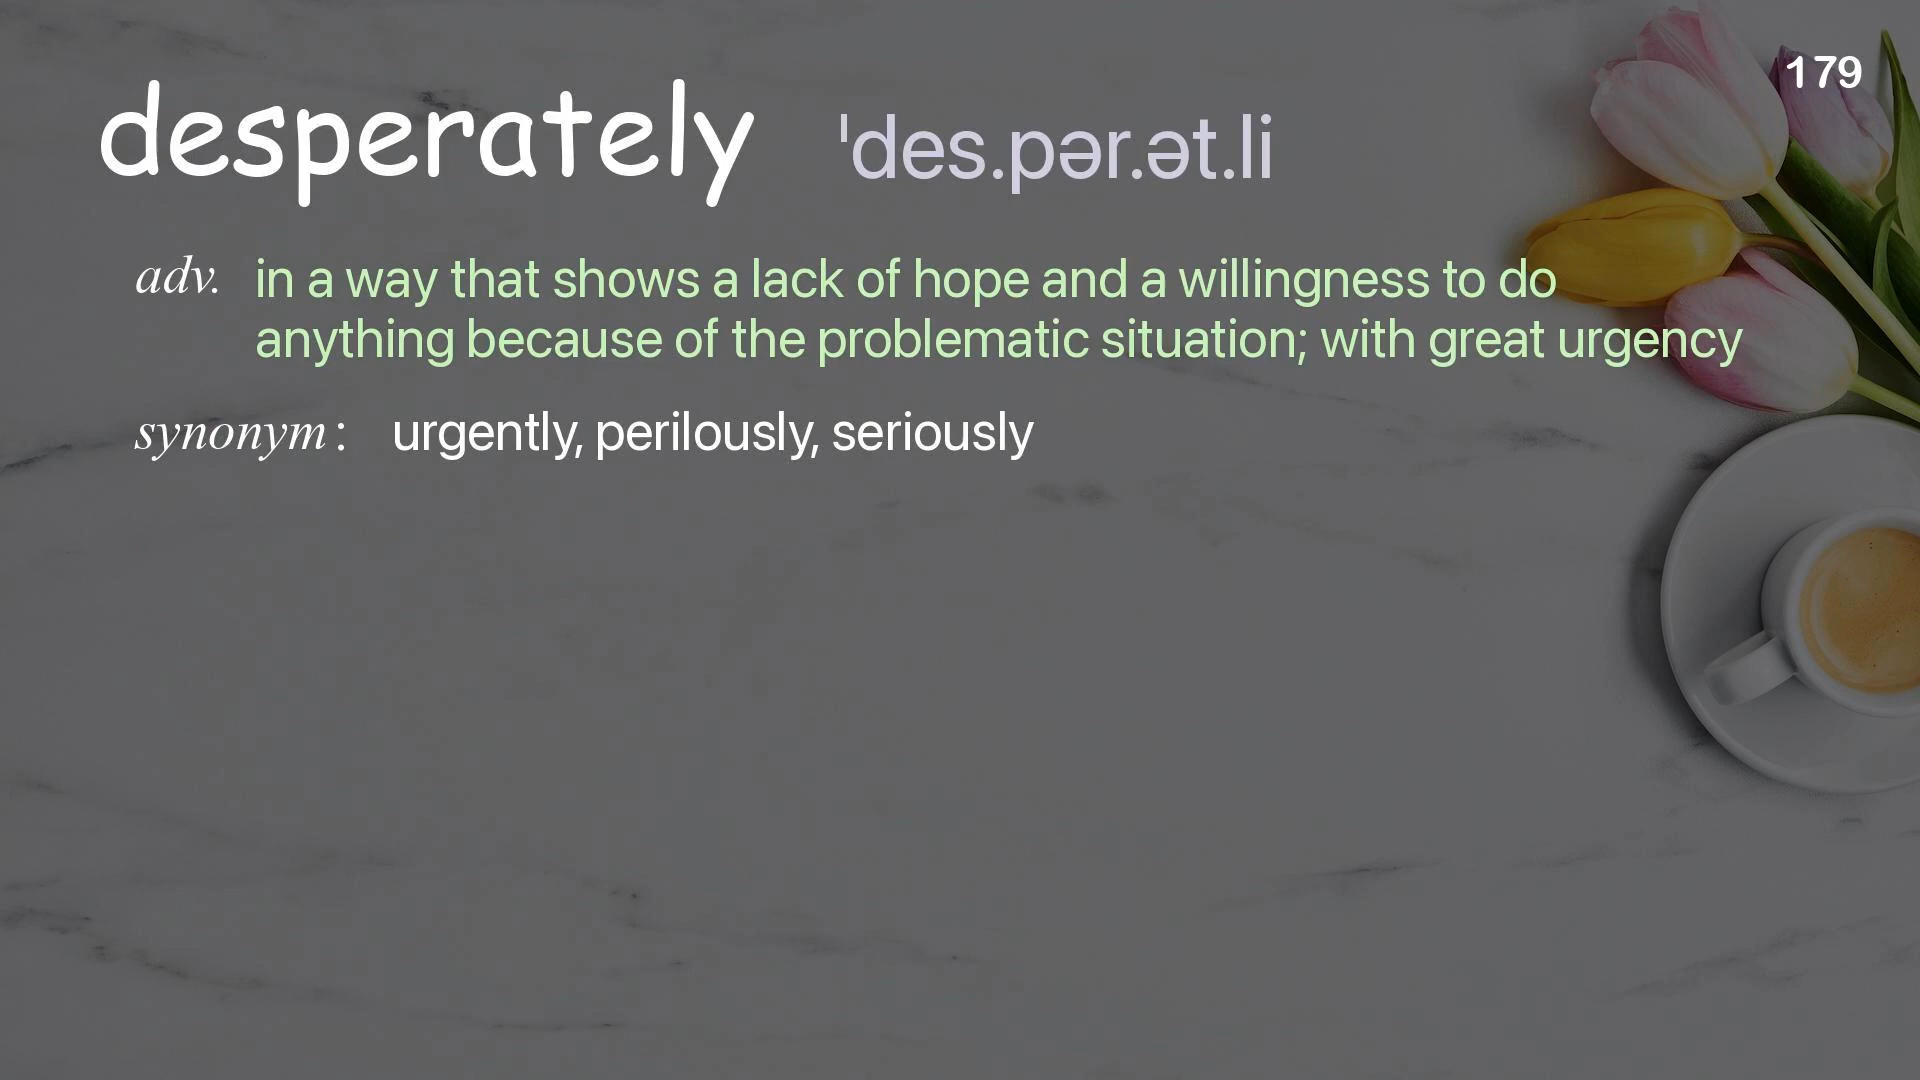 179
desperately ˈdes.pər.ət.li
adv. in a way that shows a lack of hope and a willingness to do
anything because of the problematic situation; with great urgency
synonym: urgently, perilously, seriously